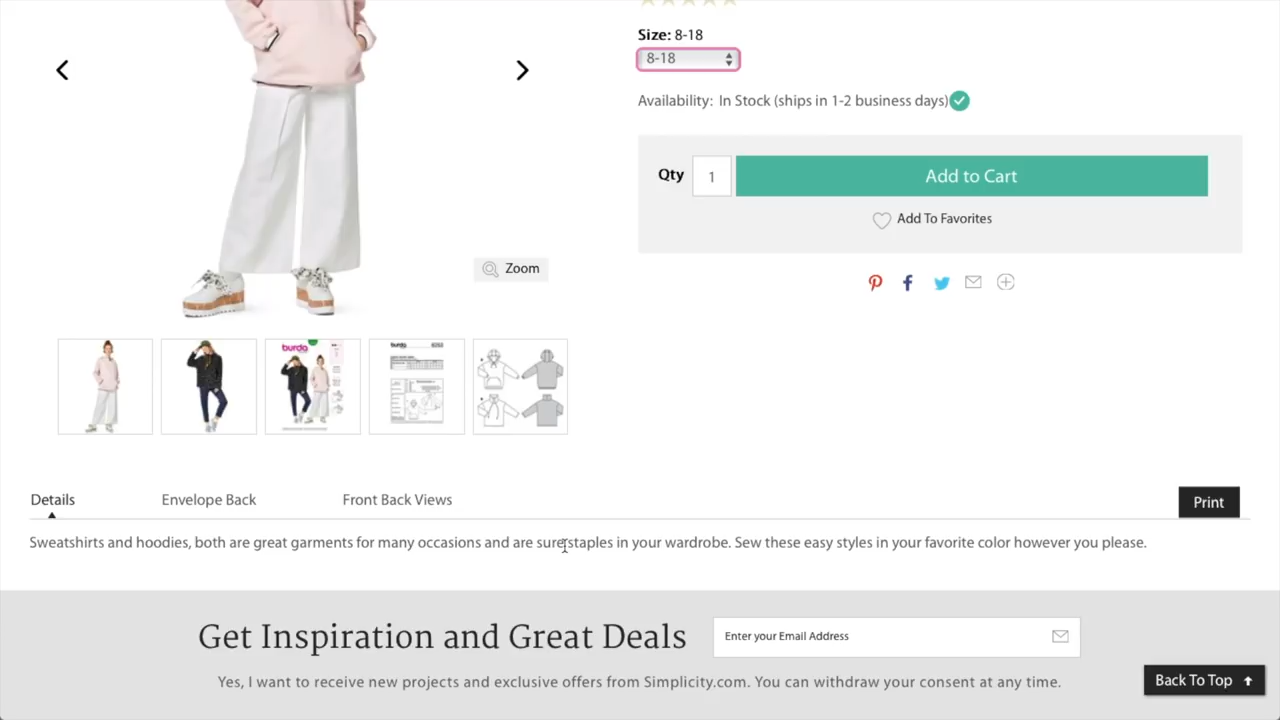 Size: 8-18
8-18
Availability: In Stock (ships in 1-2 business days)
Qty 1 Add to Cart
Add To Favorites
Zoom
burda
burda 6252
Details Envelope Back Front Back Views Print
Sweatshirts and hoodies, both are great garments for many occasions and are sure staples in your wardrobe. Sew these easy styles in your favorite color however you please.
Get Inspiration and Great Deals
Enter your Email Address
Yes, I want to receive new projects and exclusive offers from Simplicity.com. You can withdraw your consent at any time.
Back To Top